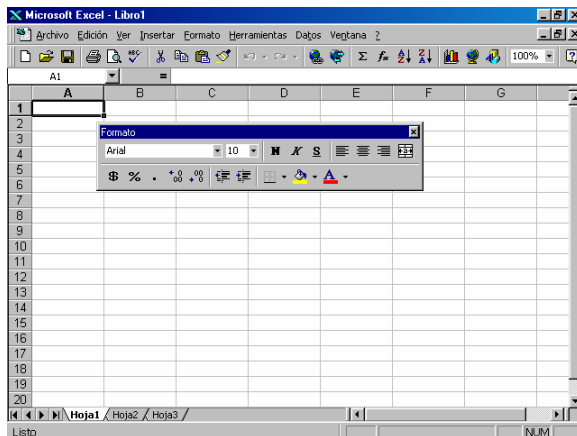 Microsoft Excel - Libro1
Archivo Edición Ver Insertar Formato Herramientas Datos Ventana ?
100%
A1 =
A B C D E F G
1
2
Formato
3
Arial 10 N K S
4
5
$ % .
6
7
8
9
10
11
12
13
14
15
16
17
18
19
20
Hoja1 Hoja2 Hoja3
Listo NUM